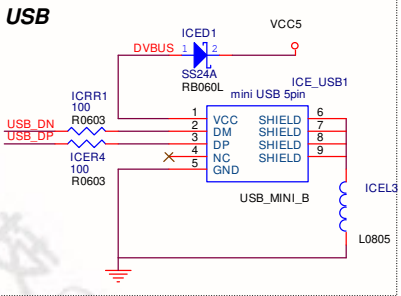 USB
VCC5
ICED1
DVBUS 1 2
SS24A
RB060L
ICE_USB1
mini USB 5pin
ICRR1
100
R0603
USB_DN
USB_DP
ICER4
100
R0603
1 VCC SHIELD 6
2 DM SHIELD 7
3 DP SHIELD 8
4 NC SHIELD 9
5 GND
USB_MINI_B
ICEL3
L0805